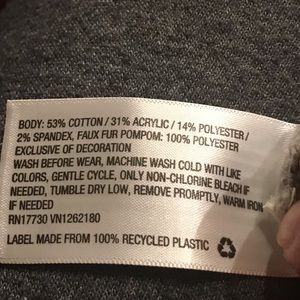 BODY: 53% COTTON / 31% ACRYLIC / 14% POLYESTER /
2% SPANDEX, FAUX FUR POMPOM: 100% POLYESTER
EXCLUSIVE OF DECORATION
WASH BEFORE WEAR, MACHINE WASH COLD WITH LIKE
COLORS, GENTLE CYCLE, ONLY NON-CHLORINE BLEACH IF
NEEDED, TUMBLE DRY LOW, REMOVE PROMPTLY, WARM IRON
IF NEEDED
RN17730 VN1262180
LABEL MADE FROM 100% RECYCLED PLASTIC